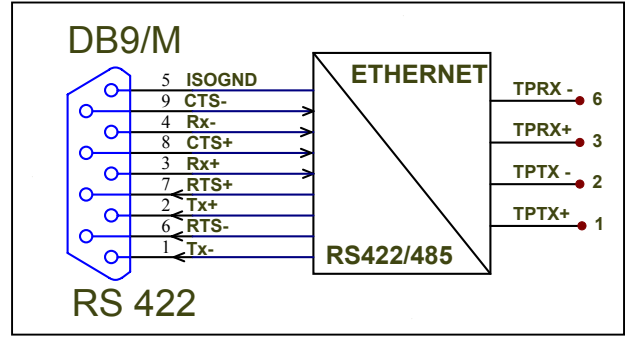 DB9/M
5 ISOGND
9 CTS-
4 Rx-
8 CTS+
3 Rx+
7 RTS+
2 Tx+
6 RTS-
1 Tx-
RS 422
ETHERNET
RS422/485
TPRX - 6
TPRX+ 3
TPTX - 2
TPTX+ 1